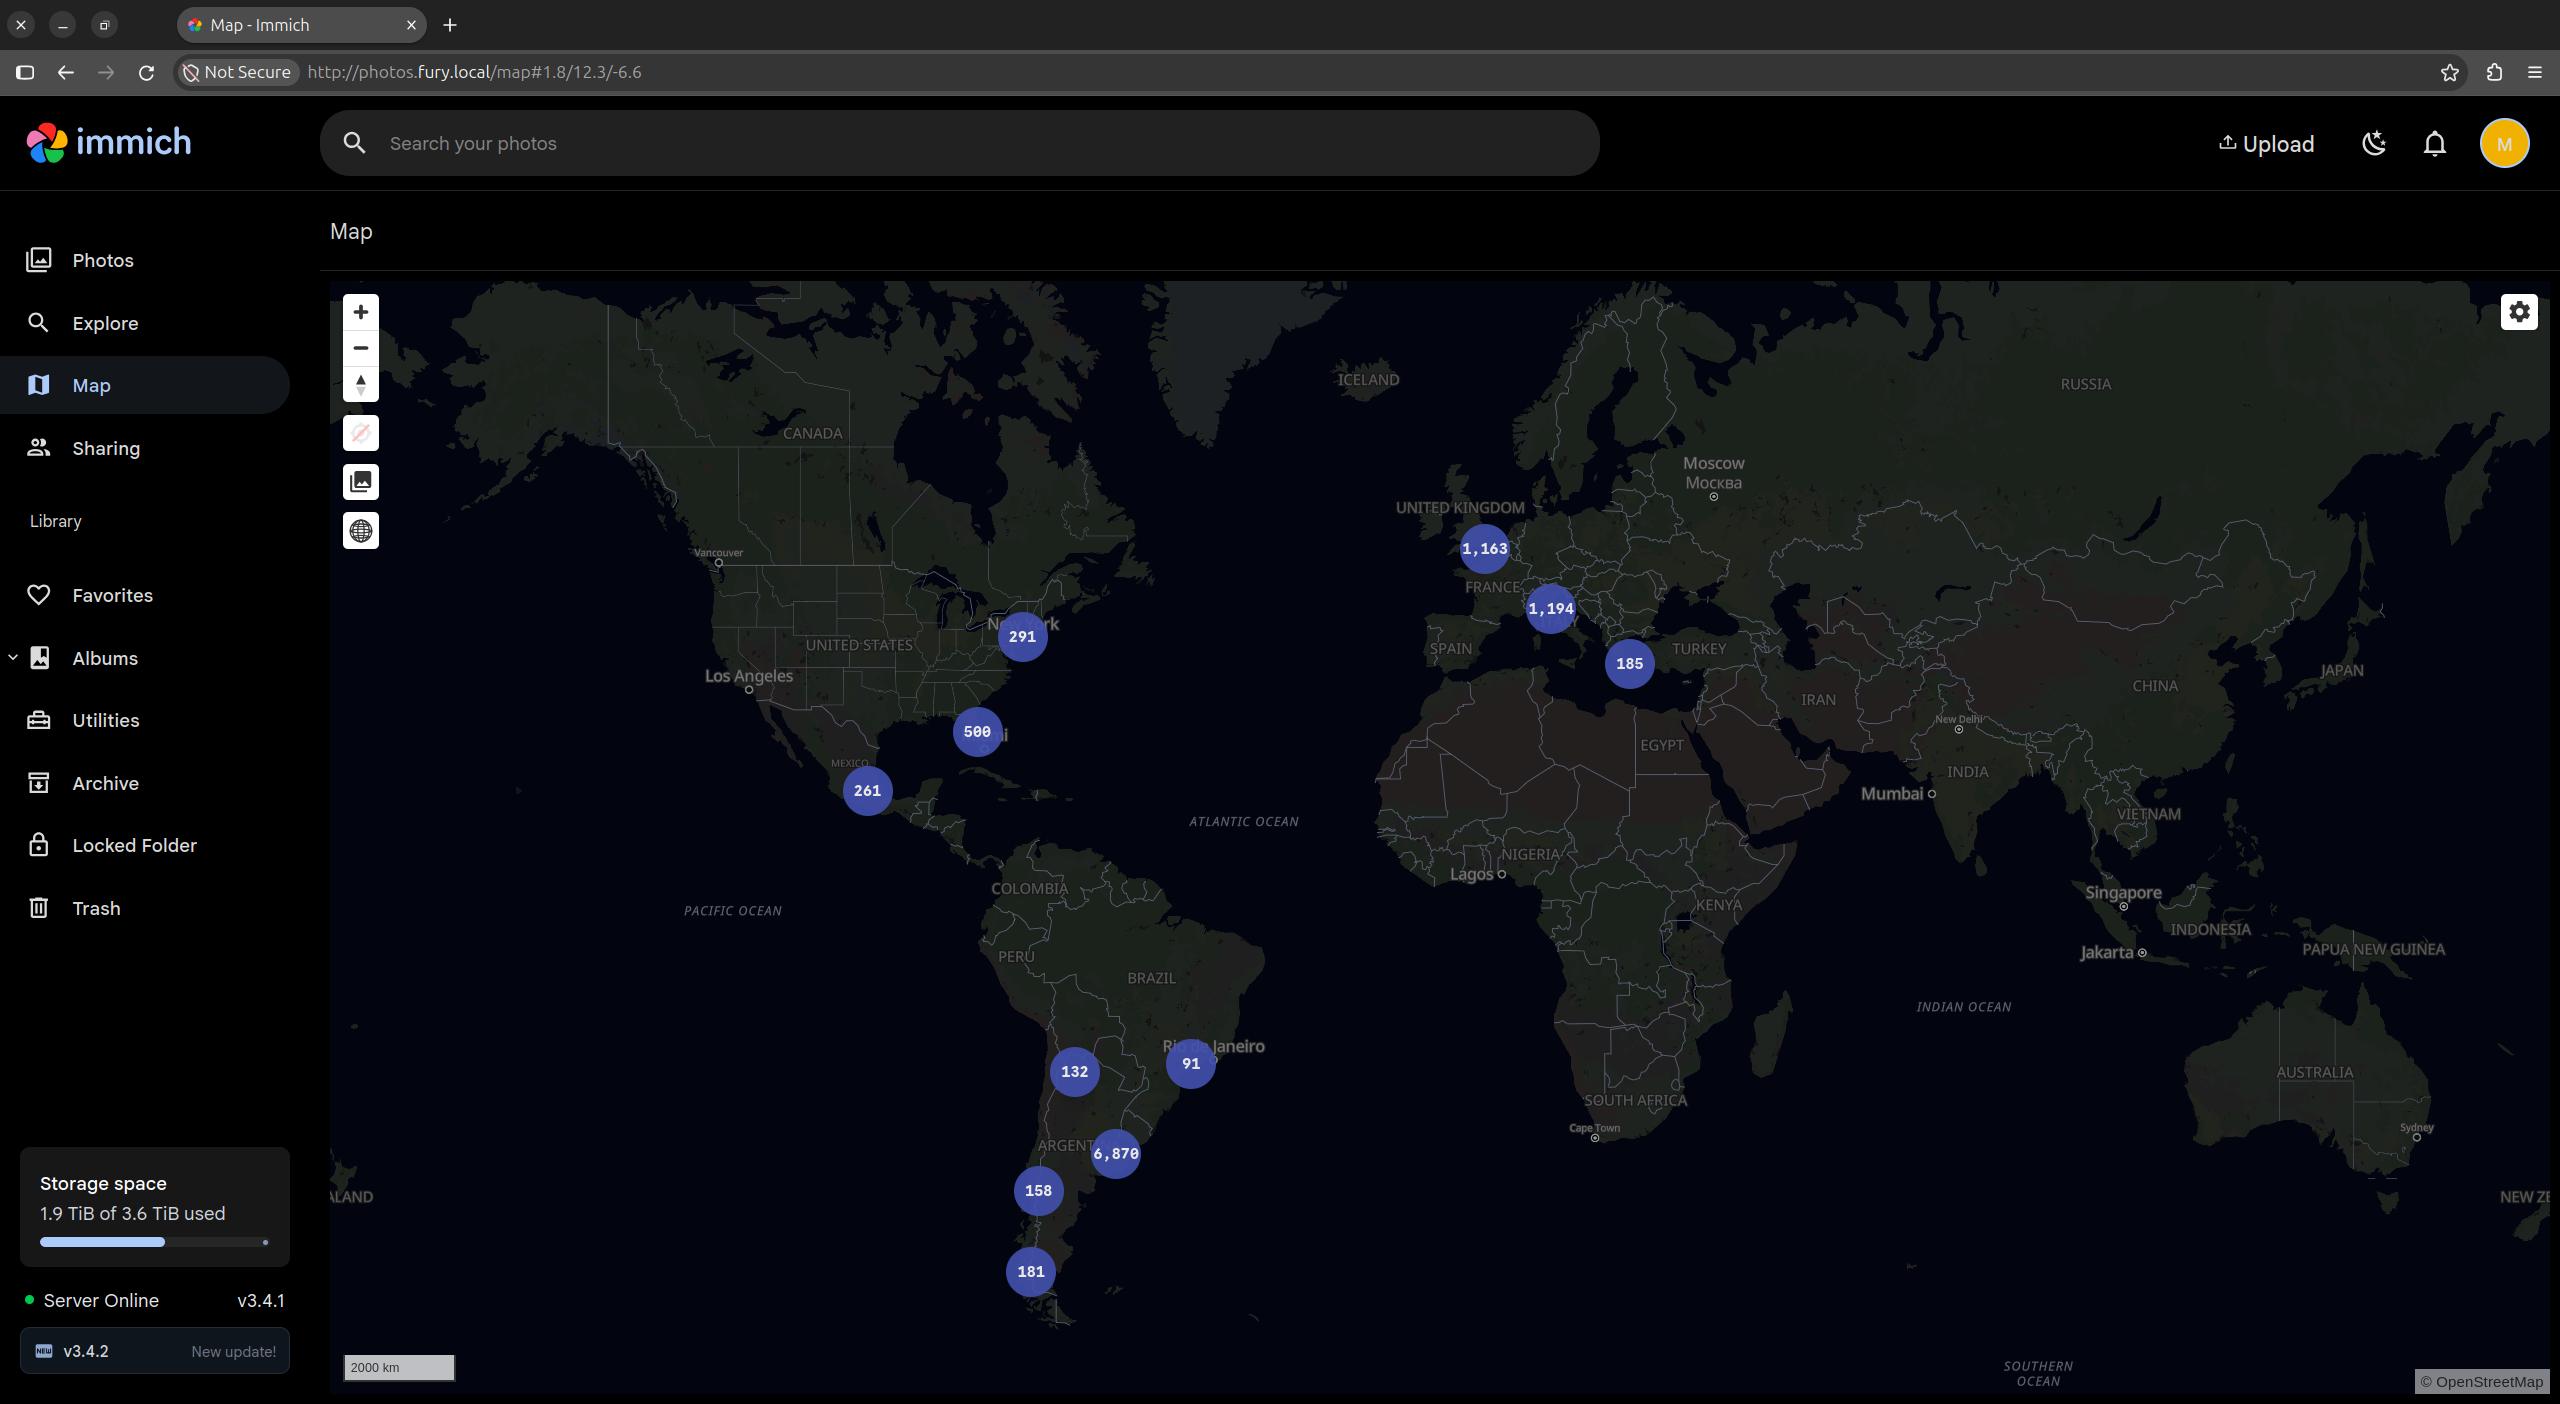 Map - Immich
Not Secure
http://photos.fury.local/map#1.8/12.3/-6.6
immich
Search your photos
Upload
M
Map
Photos
Explore
Map
Sharing
Library
Favorites
Albums
Utilities
Archive
Locked Folder
Trash
Storage space
1.9 TiB of 3.6 TiB used
Server Online
v3.4.1
NEW
v3.4.2
New update!
ICELAND
RUSSIA
CANADA
Moscow
Москва
UNITED KINGDOM
1,163
Vancouver
FRANCE
1,194
291
UNITED STATES
SPAIN
TURKEY
185
Los Angeles
JAPAN
CHINA
IRAN
New Delhi
500
EGYPT
MEXICO
INDIA
261
Mumbai
VIETNAM
ATLANTIC OCEAN
NIGERIA
Lagos
COLOMBIA
Singapore
KENYA
PACIFIC OCEAN
INDONESIA
PERU
PAPUA NEW GUINEA
Jakarta
BRAZIL
INDIAN OCEAN
Janeiro
91
132
AUSTRALIA
SOUTH AFRICA
Cape Town
Sydney
6,870
158
181
2000 km
SOUTHERN
OCEAN
© OpenStreetMap